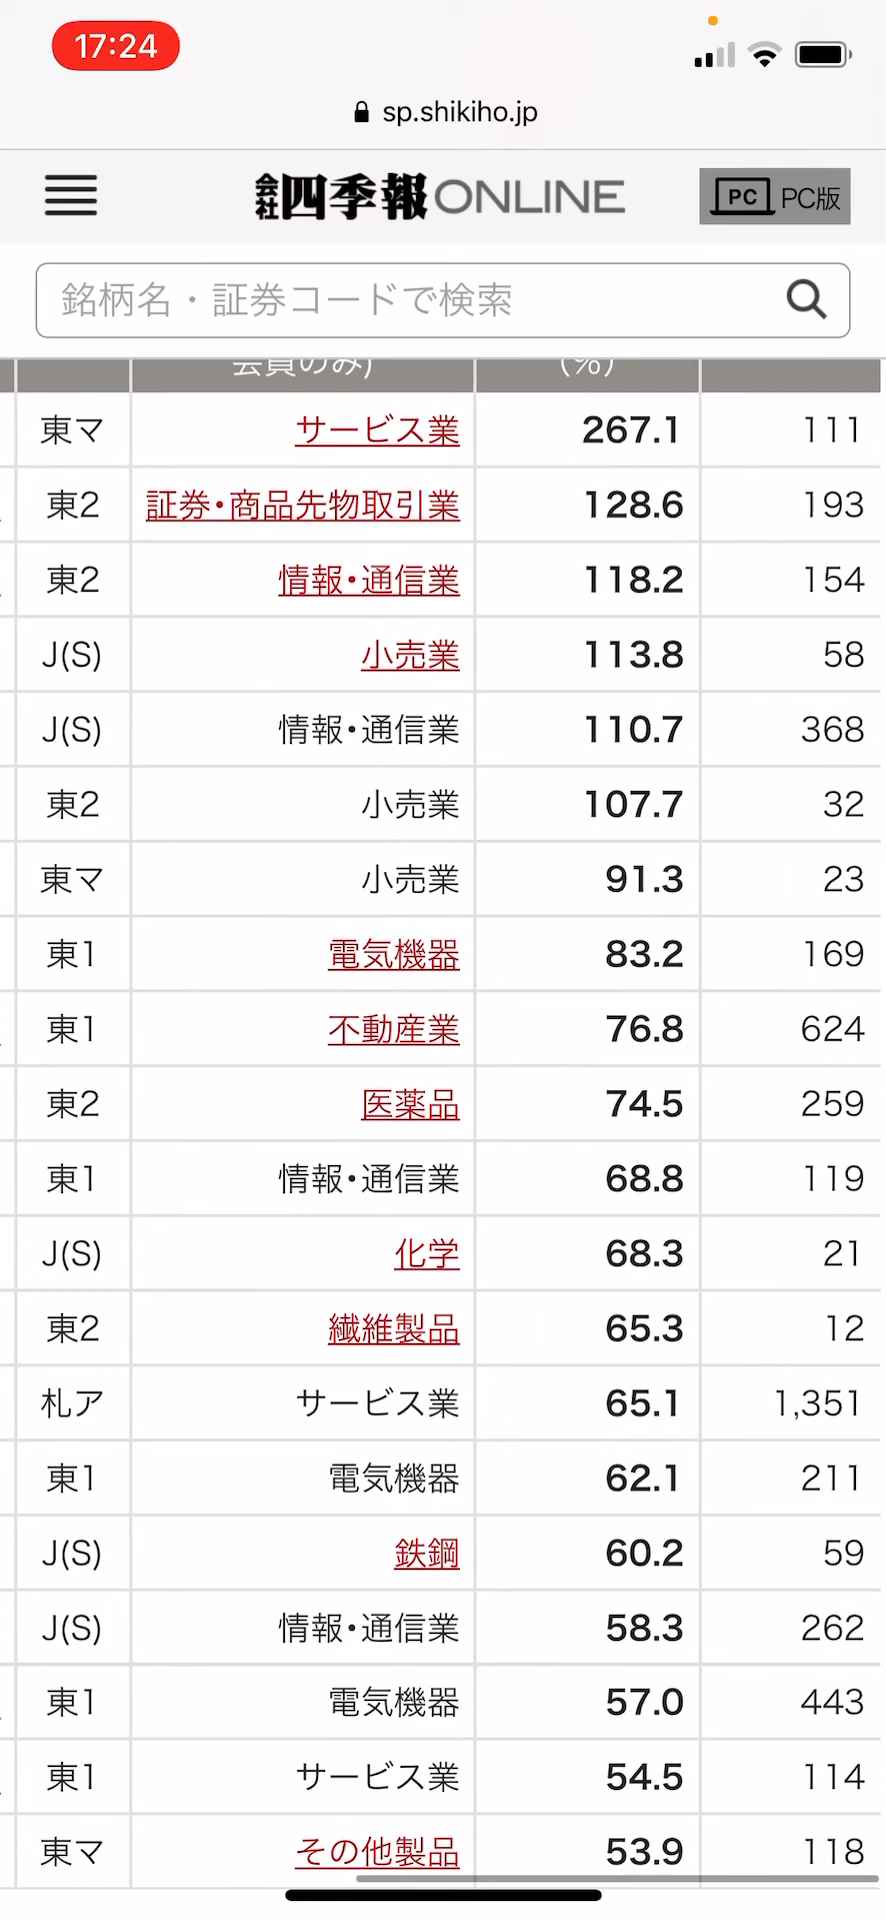 17:24
sp.shikiho.jp
会社四季報ONLINE PC PC版
銘柄名・証券コードで検索
会員のみ) (%)
東マ サービス業 267.1 111
東2 証券・商品先物取引業 128.6 193
東2 情報・通信業 118.2 154
J(S) 小売業 113.8 58
J(S) 情報・通信業 110.7 368
東2 小売業 107.7 32
東マ 小売業 91.3 23
東1 電気機器 83.2 169
東1 不動産業 76.8 624
東2 医薬品 74.5 259
東1 情報・通信業 68.8 119
J(S) 化学 68.3 21
東2 繊維製品 65.3 12
札ア サービス業 65.1 1,351
東1 電気機器 62.1 211
J(S) 鉄鋼 60.2 59
J(S) 情報・通信業 58.3 262
東1 電気機器 57.0 443
東1 サービス業 54.5 114
東マ その他製品 53.9 118